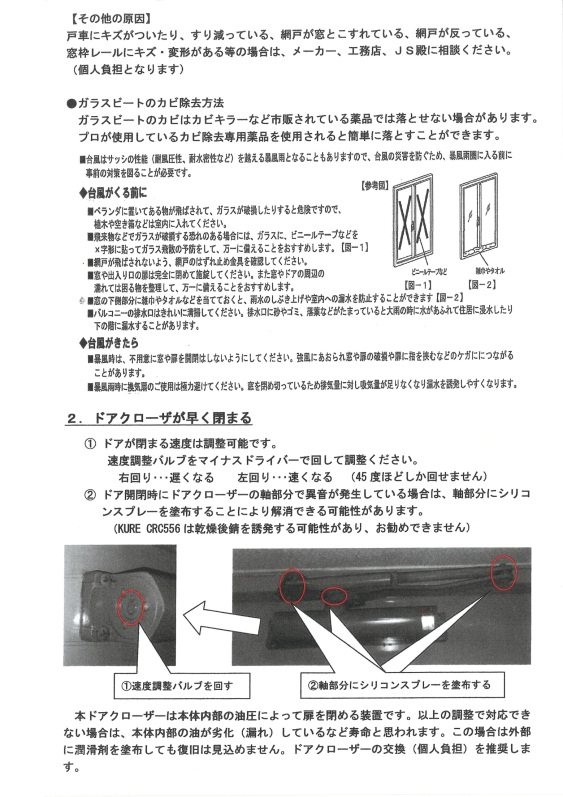 【その他の原因】
戸車にキズがついたり、すり減っている、網戸が窓とこすれている、網戸が反っている、
窓枠レールにキズ・変形がある等の場合は、メーカー、工務店、ＪＳ殿に相談ください。
（個人負担となります）
●ガラスビートのカビ除去方法
ガラスビートのカビはカビキラーなど市販されている薬品では落とせない場合があります。
プロが使用しているカビ除去専用薬品を使用されると簡単に落とすことができます。
■台風はサッシの性能（耐風圧性、耐水密性など）を越える暴風雨となることもありますので、台風の災害を防ぐため、暴風雨圏に入る前に
事前の対策を図ることが必要です。
◆台風がくる前に
■ベランダに置いてある物が飛ばされて、ガラスが破損したりすると危険ですので、
植木や空き箱などは室内に入れてください。
■飛来物などでガラスが破損する恐れのある場合には、ガラスに、ビニールテープなどを
×字形に貼ってガラス飛散の予防をして、万一に備えることをおすすめします。【図－１】
■網戸が飛ばされないよう、網戸のはずれ止め金具を確認してください。
■窓や出入り口の扉は完全に閉めて施錠してください。また窓やドアの周辺の
濡れては困る物を整理して、万一に備えることをおすすめします。
■窓の下側部分に雑巾やタオルなどを当てておくと、雨水のしぶき上げや室内への漏水を防止することができます【図－２】
■バルコニーの排水口はきれいに清掃してください。排水口に砂やゴミ、落葉などがたまっていると大雨の時に水があふれて住居に浸水したり
下の階に漏水することがあります。
【参考図】
ビニールテープなど
雑巾やタオル
【図－１】
【図－２】
◆台風がきたら
■暴風時は、不用意に窓や扉を開閉はしないようにしてください。強風にあおられ窓や扉の破損や扉に指を挟むなどのケガににつながる
ことがあります。
■暴風雨時に換気扇のご使用は極力避けてください。窓を閉め切っているため排気量に対し吸気量が足りなくなり漏水を誘発しやすくなります。
２．ドアクローザが早く閉まる
① ドアが閉まる速度は調整可能です。
速度調整バルブをマイナスドライバーで回して調整ください。
右回り･･･遅くなる　　左回り･･･速くなる　（45 度ほどしか回せません）
② ドア開閉時にドアクローザーの軸部分で異音が発生している場合は、軸部分にシリコ
ンスプレーを塗布することにより解消できる可能性があります。
（KURE CRC556 は乾燥後錆を誘発する可能性があり、お勧めできません）
①速度調整バルブを回す
②軸部分にシリコンスプレーを塗布する
本ドアクローザーは本体内部の油圧によって扉を閉める装置です。以上の調整で対応でき
ない場合は、本体内部の油が劣化（漏れ）しているなど寿命と思われます。この場合は外部
に潤滑剤を塗布しても復旧は見込めません。ドアクローザーの交換（個人負担）を推奨しま
す。